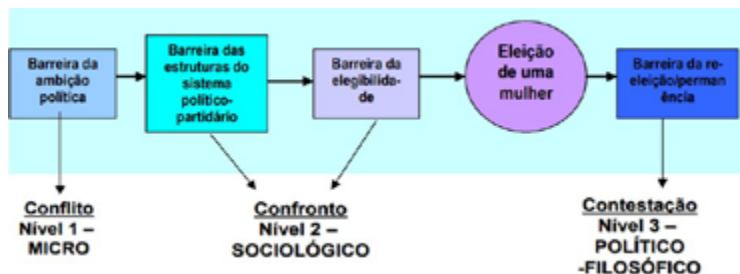 Barreira da
ambição
política
Barreira das
estruturas do
sistema
político-
partidário
Barreira da
elegibilida-
de
Eleição
de uma
mulher
Barreira da re-
eleição/perman
ência
Conflito
Nível 1 –
MICRO
Confronto
Nível 2 –
SOCIOLÓGICO
Contestação
Nível 3 –
POLÍTICO
-FILOSÓFICO